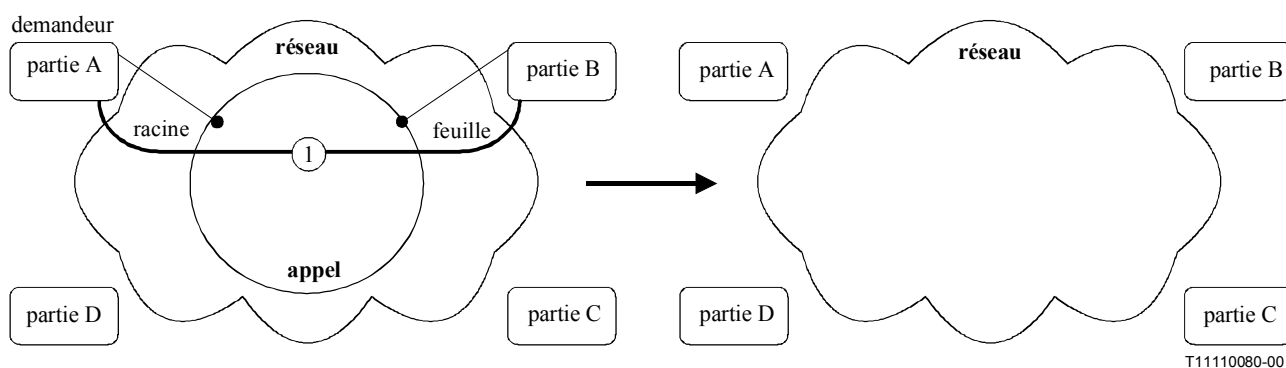 demandeur
partie A
réseau
partie B
racine
1
feuille
appel
partie D
partie C
partie A
réseau
partie B
partie D
partie C
T11110080-00